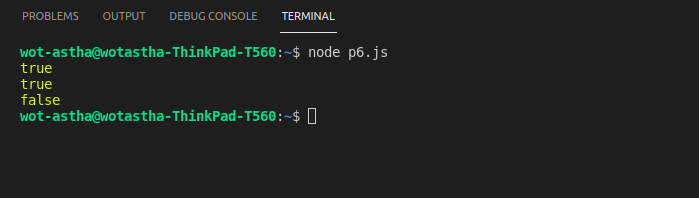 PROBLEMS OUTPUT DEBUG CONSOLE TERMINAL
wot-astha@wotastha-ThinkPad-T560:~$ node p6.js
true
true
false
wot-astha@wotastha-ThinkPad-T560:~$